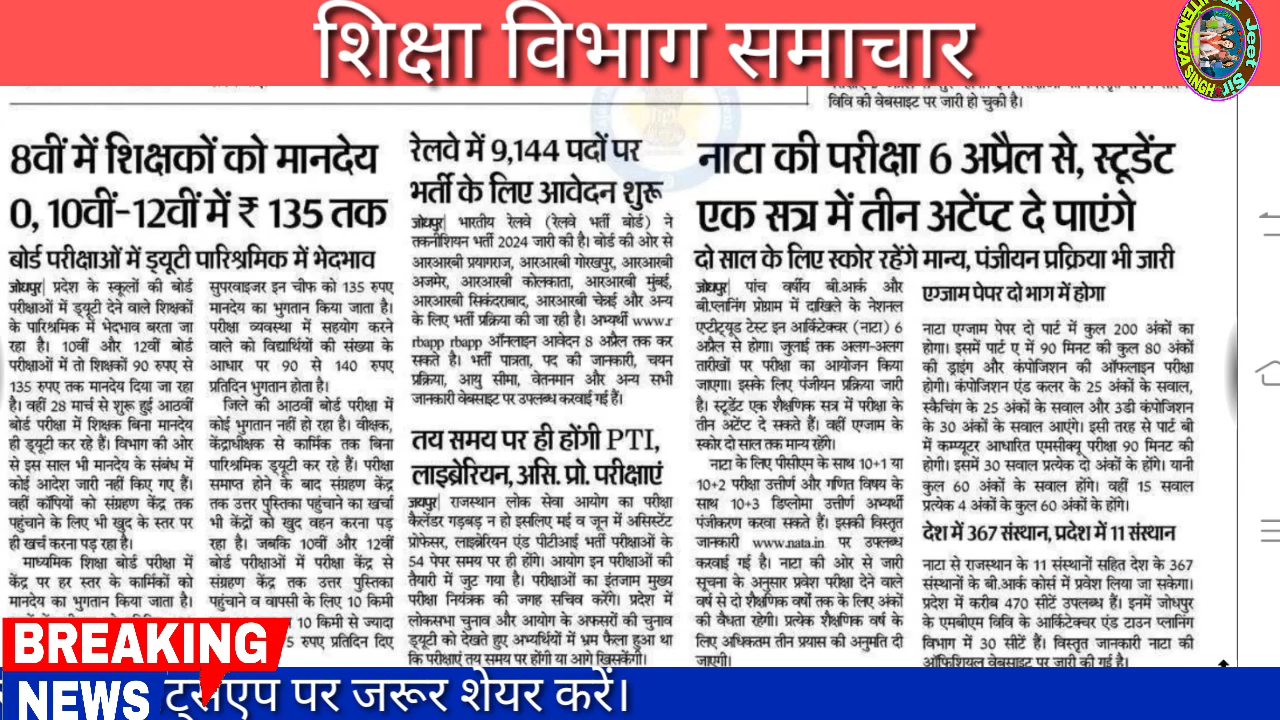 शिक्षा विभाग समाचार
JITENDRA SINGH
Jeet Sir
विवि की वेबसाइट पर जारी हो चुकी है।
8वीं में शिक्षकों को मानदेय
0, 10वीं-12वीं में ₹ 135 तक
बोर्ड परीक्षाओं में ड्यूटी पारिश्रमिक में भेदभाव
जोधपुर| प्रदेश के स्कूलों की बोर्ड
परीक्षाओं में ड्यूटी देने वाले शिक्षकों
के पारिश्रमिक में भेदभाव बरता जा
रहा है। 10वीं और 12वीं बोर्ड
परीक्षाओं में तो शिक्षकों 90 रुपए से
135 रुपए तक मानदेय दिया जा रहा
है। वहीं 28 मार्च से शुरू हुई आठवीं
बोर्ड परीक्षा में शिक्षक बिना मानदेय
ही ड्यूटी कर रहे हैं। विभाग की ओर
से इस साल भी मानदेय के संबंध में
कोई आदेश जारी नहीं किए गए हैं।
वहीं कॉपियों को संग्रहण केंद्र तक
पहुंचाने के लिए भी खुद के स्तर पर
ही खर्च करना पड़ रहा है।
माध्यमिक शिक्षा बोर्ड परीक्षा में
केंद्र पर हर स्तर के कार्मिकों को
मानदेय का भुगतान किया जाता है।
सुपरवाइजर इन चीफ को 135 रुपए
मानदेय का भुगतान किया जाता है।
परीक्षा व्यवस्था में सहयोग करने
वाले को विद्यार्थियों की संख्या के
आधार पर 90 से 140 रुपए
प्रतिदिन भुगतान होता है।
जिले की आठवीं बोर्ड परीक्षा में
कोई भुगतान नहीं हो रहा है। वीक्षक,
केंद्राधीक्षक से कार्मिक तक बिना
पारिश्रमिक ड्यूटी कर रहे हैं। परीक्षा
समाप्त होने के बाद संग्रहण केंद्र
तक उत्तर पुस्तिका पहुंचाने का खर्चा
भी केंद्रों को खुद वहन करना पड़
रहा है। जबकि 10वीं और 12वीं
बोर्ड परीक्षाओं में परीक्षा केंद्र से
संग्रहण केंद्र तक उत्तर पुस्तिका
पहुंचाने व वापसी के लिए 10 किमी
10 किमी से ज्यादा
5 रुपए प्रतिदिन दिए
रेलवे में 9,144 पदों पर
भर्ती के लिए आवेदन शुरू
जोधपुर| भारतीय रेलवे (रेलवे भर्ती बोर्ड) ने
तकनीशियन भर्ती 2024 जारी की है। बोर्ड की ओर से
आरआरबी प्रयागराज, आरआरबी गोरखपुर, आरआरबी
अजमेर, आरआरबी कोलकाता, आरआरबी मुंबई,
आरआरबी सिकंदराबाद, आरआरबी चेन्नई और अन्य
के लिए भर्ती प्रक्रिया की जा रही है। अभ्यर्थी www.r
rbapp rbapp ऑनलाइन आवेदन 8 अप्रैल तक कर
सकते है। भर्ती पात्रता, पद की जानकारी, चयन
प्रक्रिया, आयु सीमा, वेतनमान और अन्य सभी
जानकारी वेबसाइट पर उपलब्ध करवाई गई हैं।
तय समय पर ही होंगी PTI,
लाइब्रेरियन, असि. प्रो. परीक्षाएं
जयपुर| राजस्थान लोक सेवा आयोग का परीक्षा
कैलेंडर गड़बड़ न हो इसलिए मई व जून में असिस्टेंट
प्रोफेसर, लाइब्रेरियन एंड पीटीआई भर्ती परीक्षाओं के
54 पेपर समय पर ही होंगे। आयोग इन परीक्षाओं की
तैयारी में जुट गया है। परीक्षाओं का इंतजाम मुख्य
परीक्षा नियंत्रक की जगह सचिव करेंगे। प्रदेश में
लोकसभा चुनाव और आयोग के अफसरों की चुनाव
ड्यूटी को देखते हुए अभ्यर्थियों में भ्रम फैला हुआ था
कि परीक्षाएं तय समय पर होंगी या आगे खिसकेंगी।
नाटा की परीक्षा 6 अप्रैल से, स्टूडेंट
एक सत्र में तीन अटेंप्ट दे पाएंगे
दो साल के लिए स्कोर रहेंगे मान्य, पंजीयन प्रक्रिया भी जारी
जोधपुर| पांच वर्षीय बी.आर्क और
बी.प्लानिंग प्रोग्राम में दाखिले के नेशनल
एप्टीट्यूड टेस्ट इन आर्किटेक्चर (नाटा) 6
अप्रैल से होगा। जुलाई तक अलग-अलग
तारीखों पर परीक्षा का आयोजन किया
जाएगा। इसके लिए पंजीयन प्रक्रिया जारी
है। स्टूडेंट एक शैक्षणिक सत्र में परीक्षा के
तीन अटेंप्ट दे सकते हैं। वहीं एग्जाम के
स्कोर दो साल तक मान्य रहेंगे।
नाटा के लिए पीसीएम के साथ 10+1 या
10+2 परीक्षा उत्तीर्ण और गणित विषय के
साथ 10+3 डिप्लोमा उत्तीर्ण अभ्यर्थी
पंजीकरण करवा सकते हैं। इसकी विस्तृत
जानकारी www.nata.in पर उपलब्ध
करवाई गई है। नाटा की ओर से जारी
सूचना के अनुसार प्रवेश परीक्षा देने वाले
वर्ष से दो शैक्षणिक वर्षों तक के लिए अंकों
की वैधता रहेगी। प्रत्येक शैक्षणिक वर्ष के
लिए अधिकतम तीन प्रयास की अनुमति दी
जाएगी।
एग्जाम पेपर दो भाग में होगा
नाटा एग्जाम पेपर दो पार्ट में कुल 200 अंकों का
होगा। इसमें पार्ट ए में 90 मिनट की कुल 80 अंकों
की ड्राइंग और कंपोजिशन की ऑफलाइन परीक्षा
होगी। कंपोजिशन एंड कलर के 25 अंकों के सवाल,
स्कैचिंग के 25 अंकों के सवाल और 3डी कंपोजिशन
के 30 अंकों के सवाल आएंगे। इसी तरह से पार्ट बी
में कम्प्यूटर आधारित एमसीक्यू परीक्षा 90 मिनट की
होगी। इसमें 30 सवाल प्रत्येक दो अंकों के होंगे। यानी
कुल 60 अंकों के सवाल होंगे। वहीं 15 सवाल
प्रत्येक 4 अंकों के कुल 60 अंकों के होंगे।
देश में 367 संस्थान, प्रदेश में 11 संस्थान
नाटा से राजस्थान के 11 संस्थानों सहित देश के 367
संस्थानों के बी.आर्क कोर्स में प्रवेश लिया जा सकेगा।
प्रदेश में करीब 470 सीटें उपलब्ध हैं। इनमें जोधपुर
के एमबीएम विवि के आर्किटेक्चर एंड टाउन प्लानिंग
विभाग में 30 सीटें हैं। विस्तृत जानकारी नाटा की
ऑफिशियल वेबसाइट पर जारी की गई है।
BREAKING
NEWS
ट्सएप पर जरूर शेयर करें।